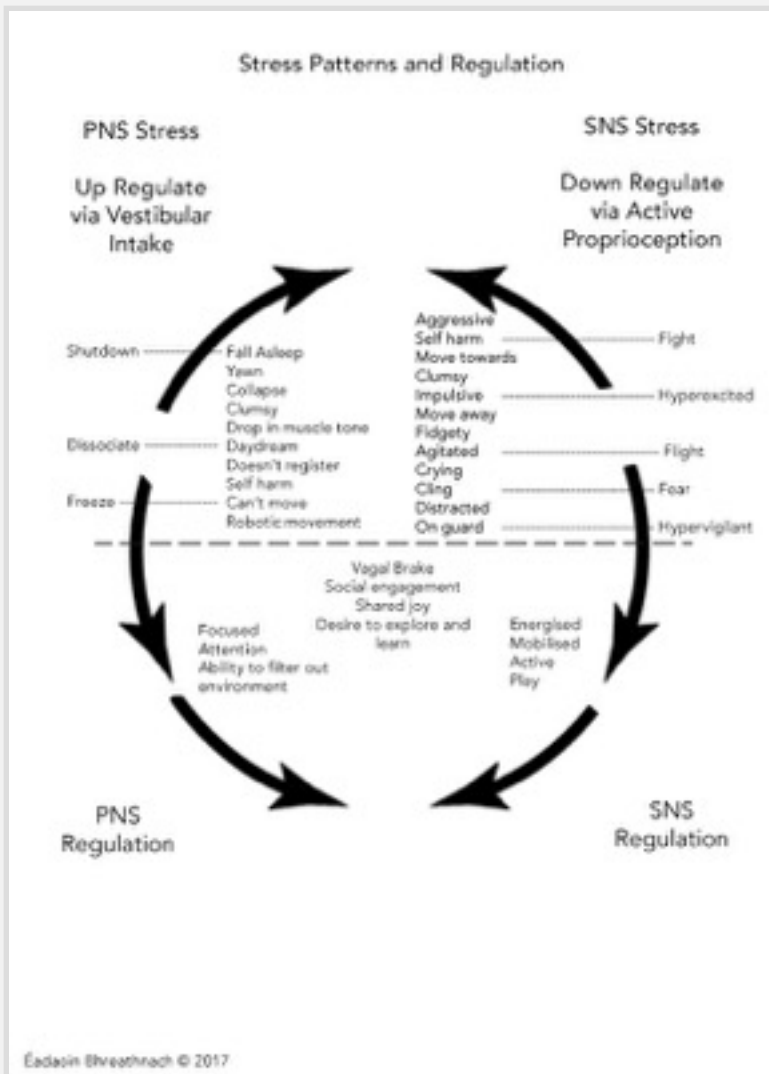 Stress Patterns and Regulation
PNS Stress
Up Regulate
via Vestibular
Intake
SNS Stress
Down Regulate
via Active
Proprioception
Shutdown
Dissociate
Freeze
Fall Asleep
Yawn
Collapse
Clumsy
Drop in muscle tone
Daydream
Doesn't register
Self harm
Can't move
Robotic movement
Aggressive
Self harm
Move towards
Clumsy
Impulsive
Move away
Fidgety
Agitated
Crying
Cling
Distracted
On guard
Fight
Hyperexcited
Flight
Fear
Hypervigilant
Vagal Brake
Social engagement
Shared joy
Desire to explore and
learn
Focused
Attention
Ability to filter out
environment
Energised
Mobilised
Active
Play
PNS
Regulation
SNS
Regulation
Éadaoin Bhreathnach © 2017